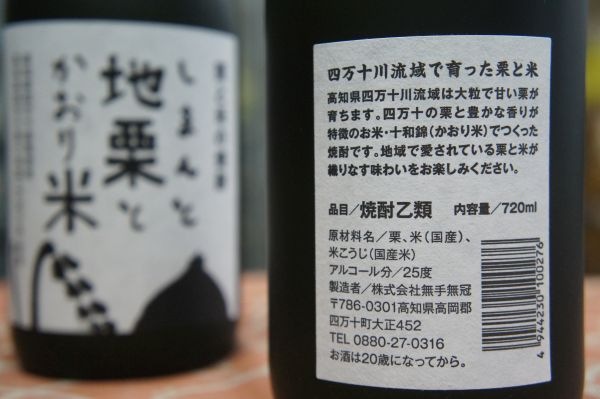 しまんと
地栗と
かおり米
四万十川流域で育った栗と米
高知県四万十川流域は大粒で甘い栗が
育ちます。四万十の栗と豊かな香りが
特徴のお米・十和錦(かおり米)でつくった
焼酎です。地域で愛されている栗と米が
織りなす味わいをお楽しみください。
品目/焼酎乙類 内容量/720ml
原材料名/栗、米(国産)、
米こうじ(国産米)
アルコール分/25度
製造者/株式会社無手無冠
〒786-0301高知県高岡郡
四万十町大正452
TEL 0880-27-0316
お酒は20歳になってから。
4 944230 100276